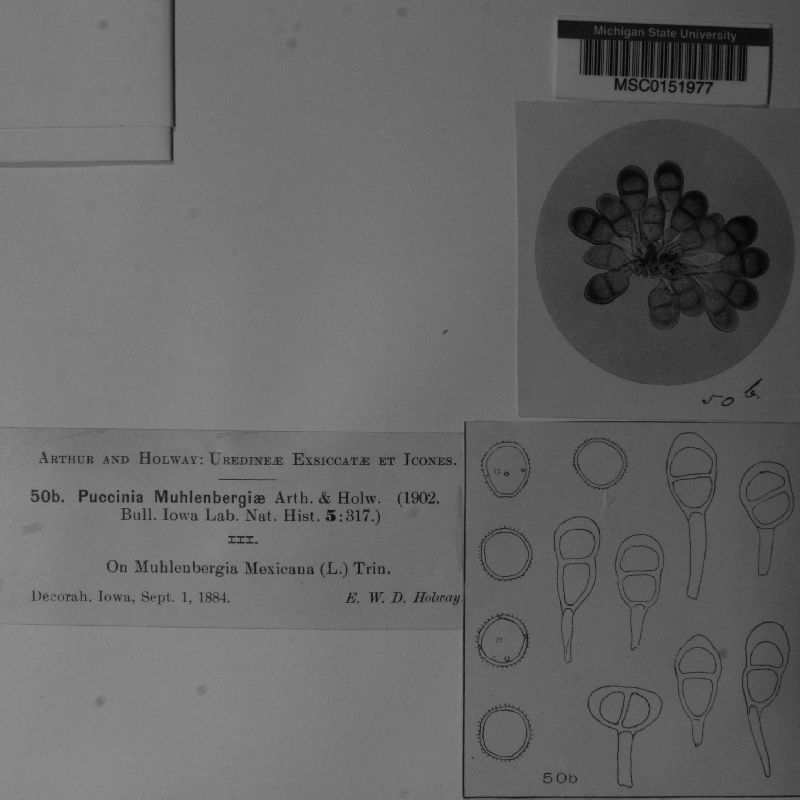 Michigan State University
MSC0151977
50 b.
ARTHUR AND HOLWAY: UREDINEÆ EXSICCATÆ ET ICONES.
50b. Puccinia Muhlenbergiæ Arth. & Holw. (1902.
Bull. Iowa Lab. Nat. Hist. 5:317.)
III.
On Muhlenbergia Mexicana (L.) Trin.
Decorah, Iowa, Sept. 1, 1884. E. W. D. Holway
50b